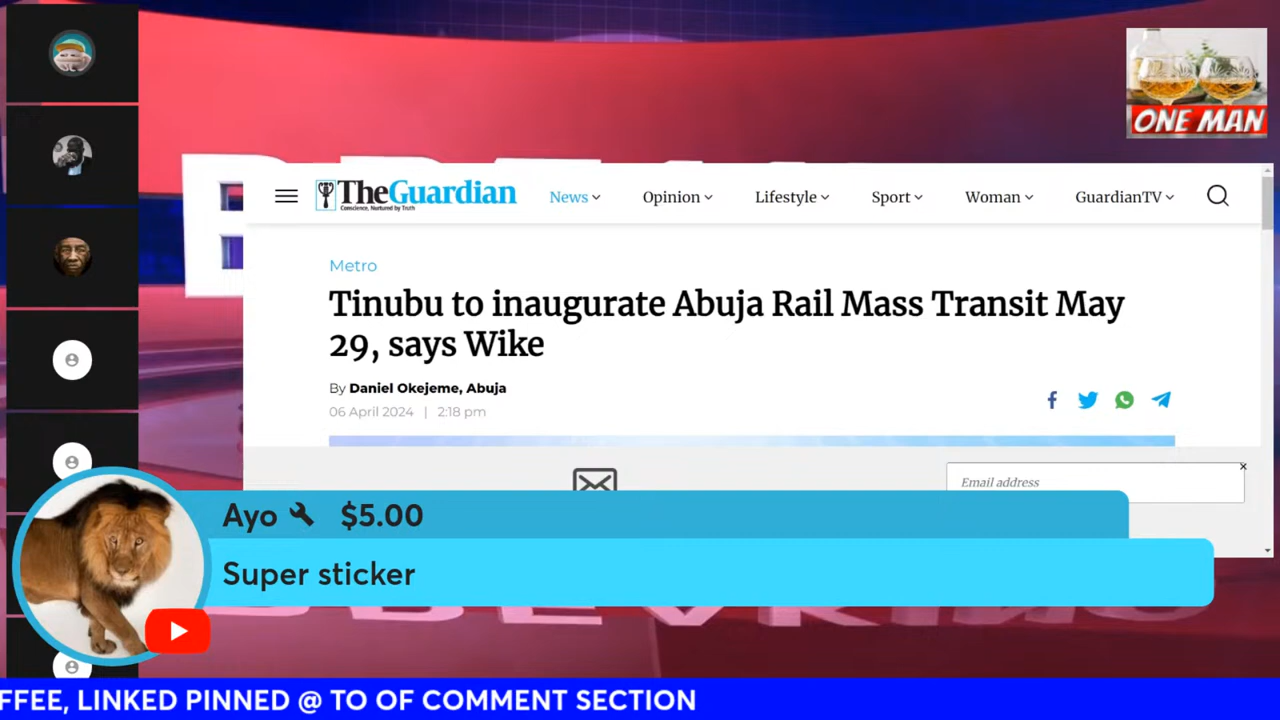 ONE MAN
TheGuardian
Conscience, Nurtured by Truth
News Opinion Lifestyle Sport Woman GuardianTV
Metro
Tinubu to inaugurate Abuja Rail Mass Transit May
29, says Wike
By Daniel Okejeme, Abuja
06 April 2024 | 2:18 pm
Email address
Ayo $5.00
Super sticker
FFEE, LINKED PINNED @ TO OF COMMENT SECTION